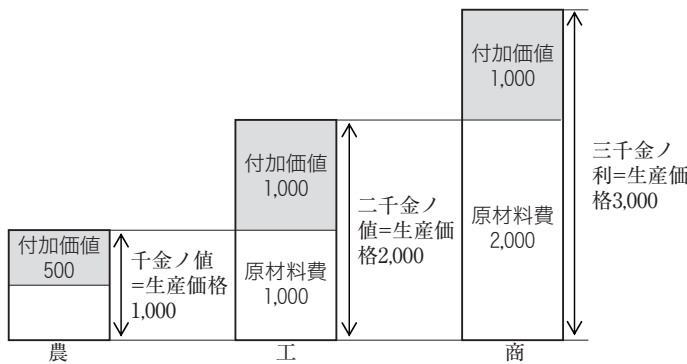 付加価値
500
千金ノ値
=生産価格
1,000
農
付加価値
1,000
原材料費
1,000
二千金ノ
値=生産価
格2,000
工
付加価値
1,000
原材料費
2,000
三千金ノ
利=生産価
格3,000
商